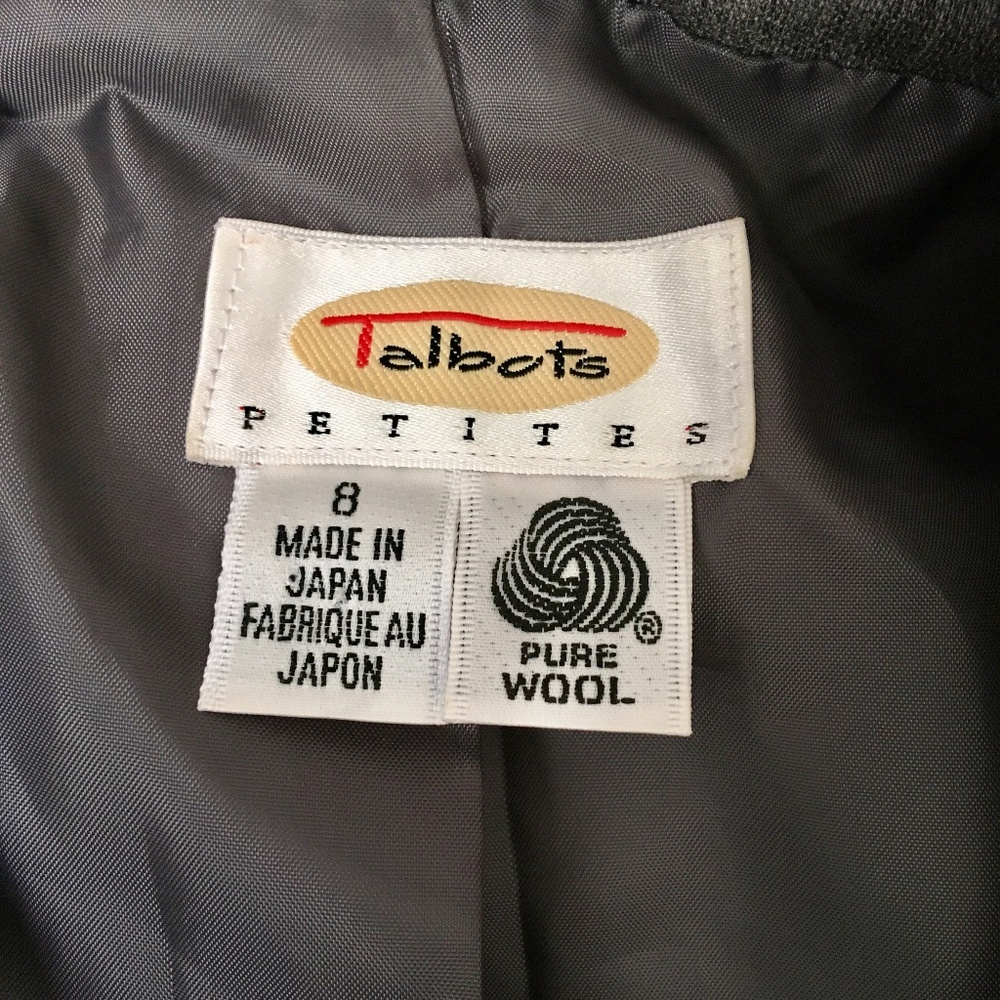 Talbots
PETITES
8
MADE IN
JAPAN
FABRIQUE AU
JAPON
®
PURE
WOOL